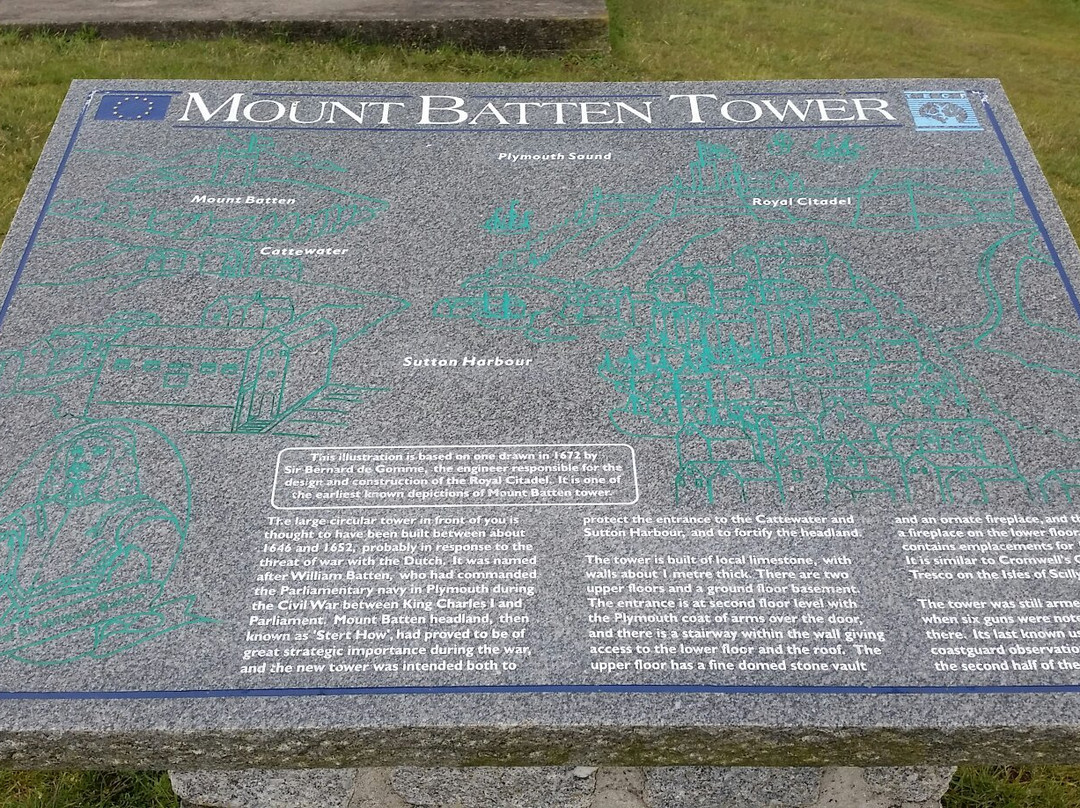 MOUNT BATTEN TOWER
Plymouth Sound
Mount Batten
Royal Citadel
Cattewater
Sutton Harbour
This illustration is based on one drawn in 1672 by
Sir Bernard de Gomme, the engineer responsible for the
design and construction of the Royal Citadel. It is one of
the earliest known depictions of Mount Batten tower.
The large circular tower in front of you is
thought to have been built between about
1646 and 1652, probably in response to the
threat of war with the Dutch. It was named
after William Batten, who had commanded
the Parliamentary navy in Plymouth during
the Civil War between King Charles I and
Parliament. Mount Batten headland, then
known as 'Stert How', had proved to be of
great strategic importance during the war,
and the new tower was intended both to
protect the entrance to the Cattewater and
Sutton Harbour, and to fortify the headland.
The tower is built of local limestone, with
walls about 1 metre thick. There are two
upper floors and a ground floor basement.
The entrance is at second floor level with
the Plymouth coat of arms over the door,
and there is a stairway within the wall giving
access to the lower floor and the roof. The
upper floor has a fine domed stone vault
and an ornate fireplace, and
a fireplace on the lower floor
contains emplacements for
It is similar to Cromwell's
Tresco on the Isles of Scilly
The tower was still
when six guns were
there. Its last known
coastguard
the second half of the